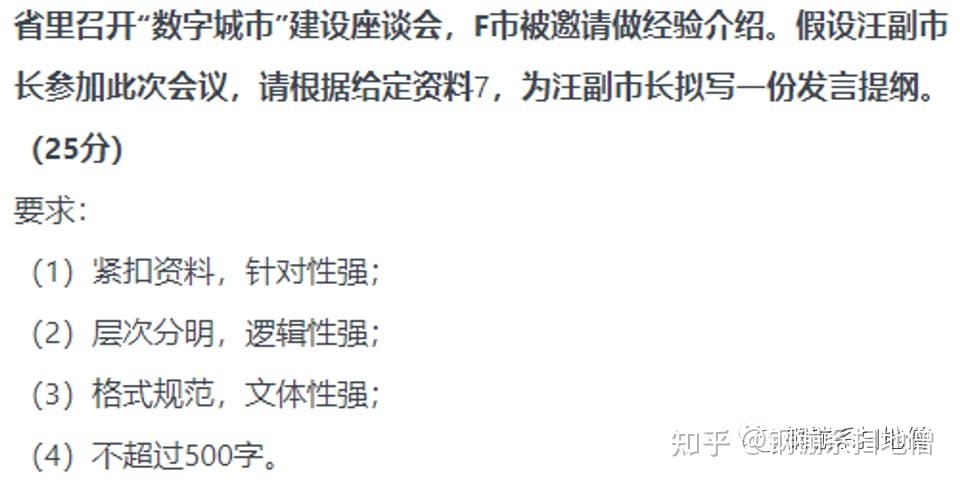 省里召开“数字城市”建设座谈会，F市被邀请做经验介绍。假设汪副市
长参加此次会议，请根据给定资料7，为汪副市长拟写一份发言提纲。
（25分）
要求：
（1）紧扣资料，针对性强；
（2）层次分明，逻辑性强；
（3）格式规范，文体性强；
（4）不超过500字。
知乎